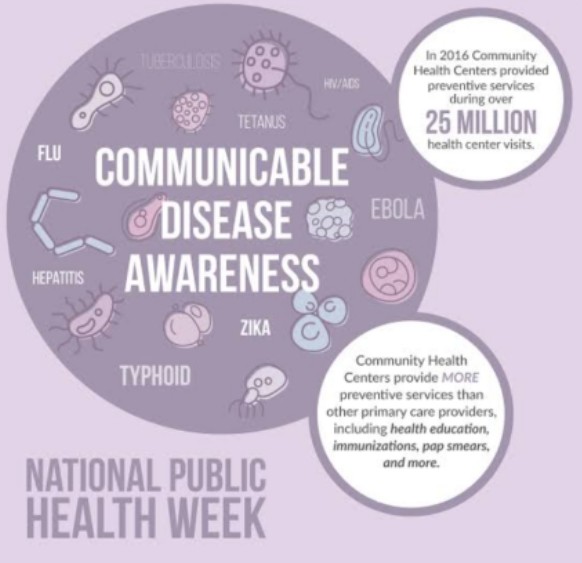 TUBERCULOSIS
HIV/AIDS
TETANUS
FLU
COMMUNICABLE
DISEASE
AWARENESS
EBOLA
HEPATITIS
ZIKA
TYPHOID
In 2016 Community
Health Centers provided
preventive services
during over
25 MILLION
health center visits.
Community Health
Centers provide MORE
preventive services than
other primary care providers,
including health education,
immunizations, pap smears,
and more.
NATIONAL PUBLIC
HEALTH WEEK